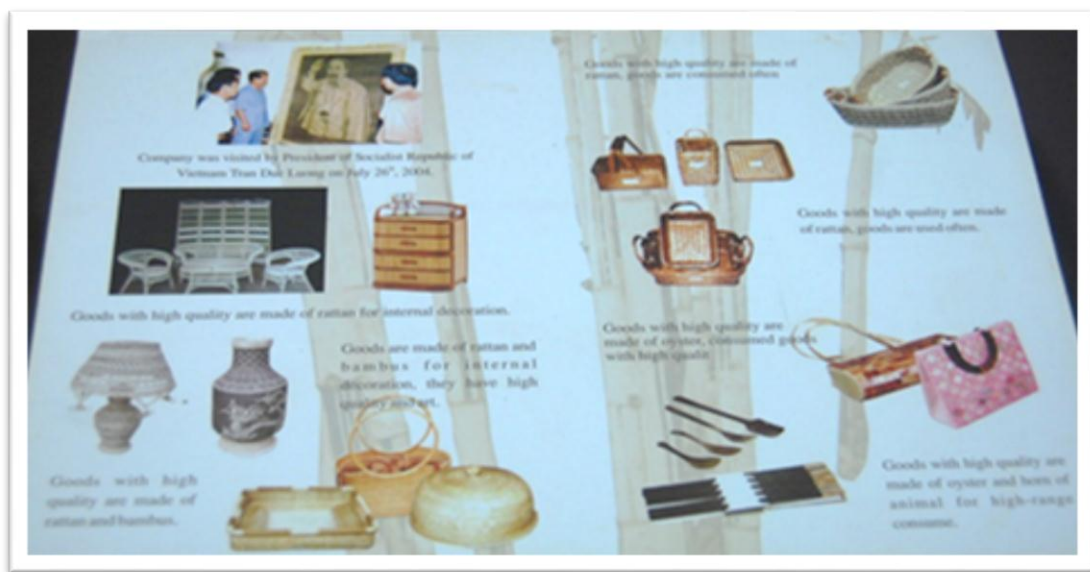 Company was visited by President of Socialist Republic of
Vietnam Tran Duc Luong on July 26th, 2004.
Goods with high quality are made of rattan for internal decoration.
Goods are made of rattan and
bambus for internal
decoration, they have high
quality and art.
Goods with high
quality are made of
rattan and bambus.
Goods with high quality are made of
rattan, goods are consumed often
Goods with high quality are made
of rattan, goods are used often.
Goods with high quality are
made of oyster, consumed goods
with high qualit
Goods with high quality are
made of oyster and horn of
animal for high-range
consume.